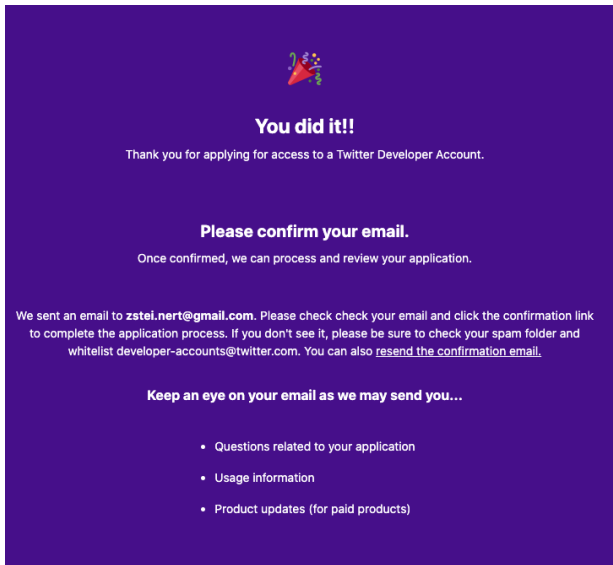 You did it!!
Thank you for applying for access to a Twitter Developer Account.
Please confirm your email.
Once confirmed, we can process and review your application.
We sent an email to zstei.nert@gmail.com. Please check check your email and click the confirmation link
to complete the application process. If you don't see it, please be sure to check your spam folder and
whitelist developer-accounts@twitter.com. You can also resend the confirmation email.
Keep an eye on your email as we may send you...
• Questions related to your application
• Usage information
• Product updates (for paid products)